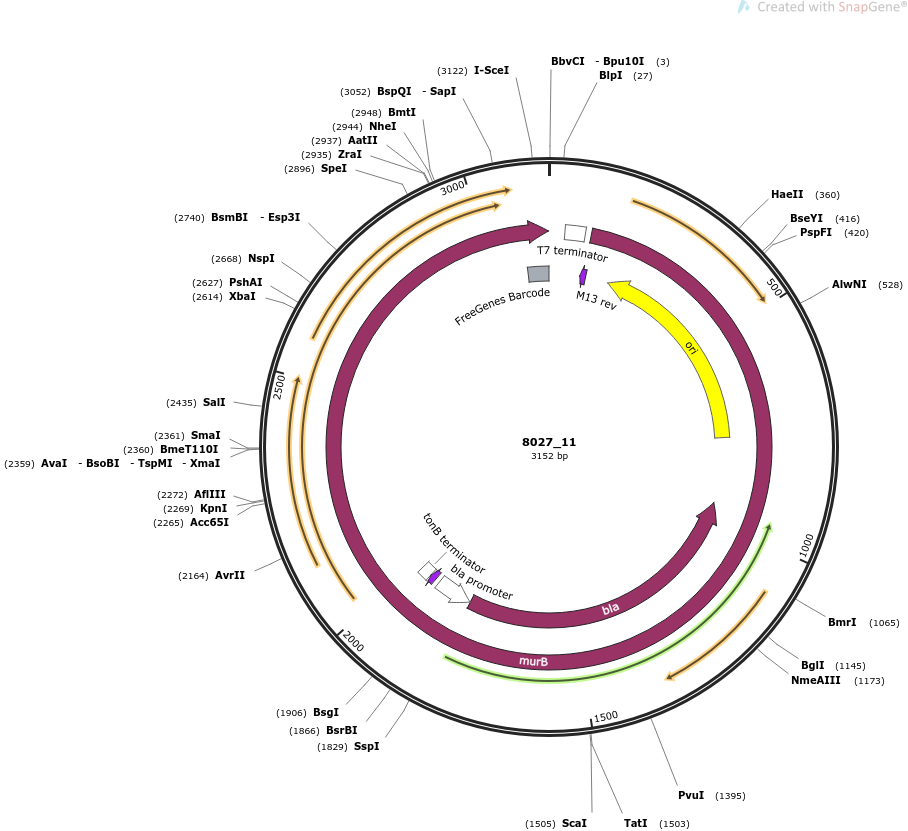 Created with SnapGene®
(3122) I-SceI
BbvCI - Bpu10I (3)
BlpI (27)
(3052) BspQI - SapI
(2948) BmtI
(2944) NheI
(2937) AatII
(2935) ZraI
(2896) SpeI
3000
HaeII (360)
BseYI (416)
PspFI (420)
(2740) BsmBI - Esp3I
(2668) NspI
(2627) PshAI
(2614) XbaI
T7 terminator
FreeGenes Barcode
M13 rev
500
AlwNI (528)
ori
2500
(2435) SalI
(2361) SmaI
(2360) BmeT110I
(2359) AvaI - BsoBI - TspMI - XmaI
8027_11
3152 bp
(2272) AflIII
(2269) KpnI
(2265) Acc65I
(2164) AvrII
tonB terminator
bla promoter
bla
murB
1000
2000
BmrI (1065)
BglI (1145)
NmeAIII (1173)
(1906) BsgI
(1866) BsrBI
(1829) SspI
1500
PvuI (1395)
(1505) ScaI
TatI (1503)